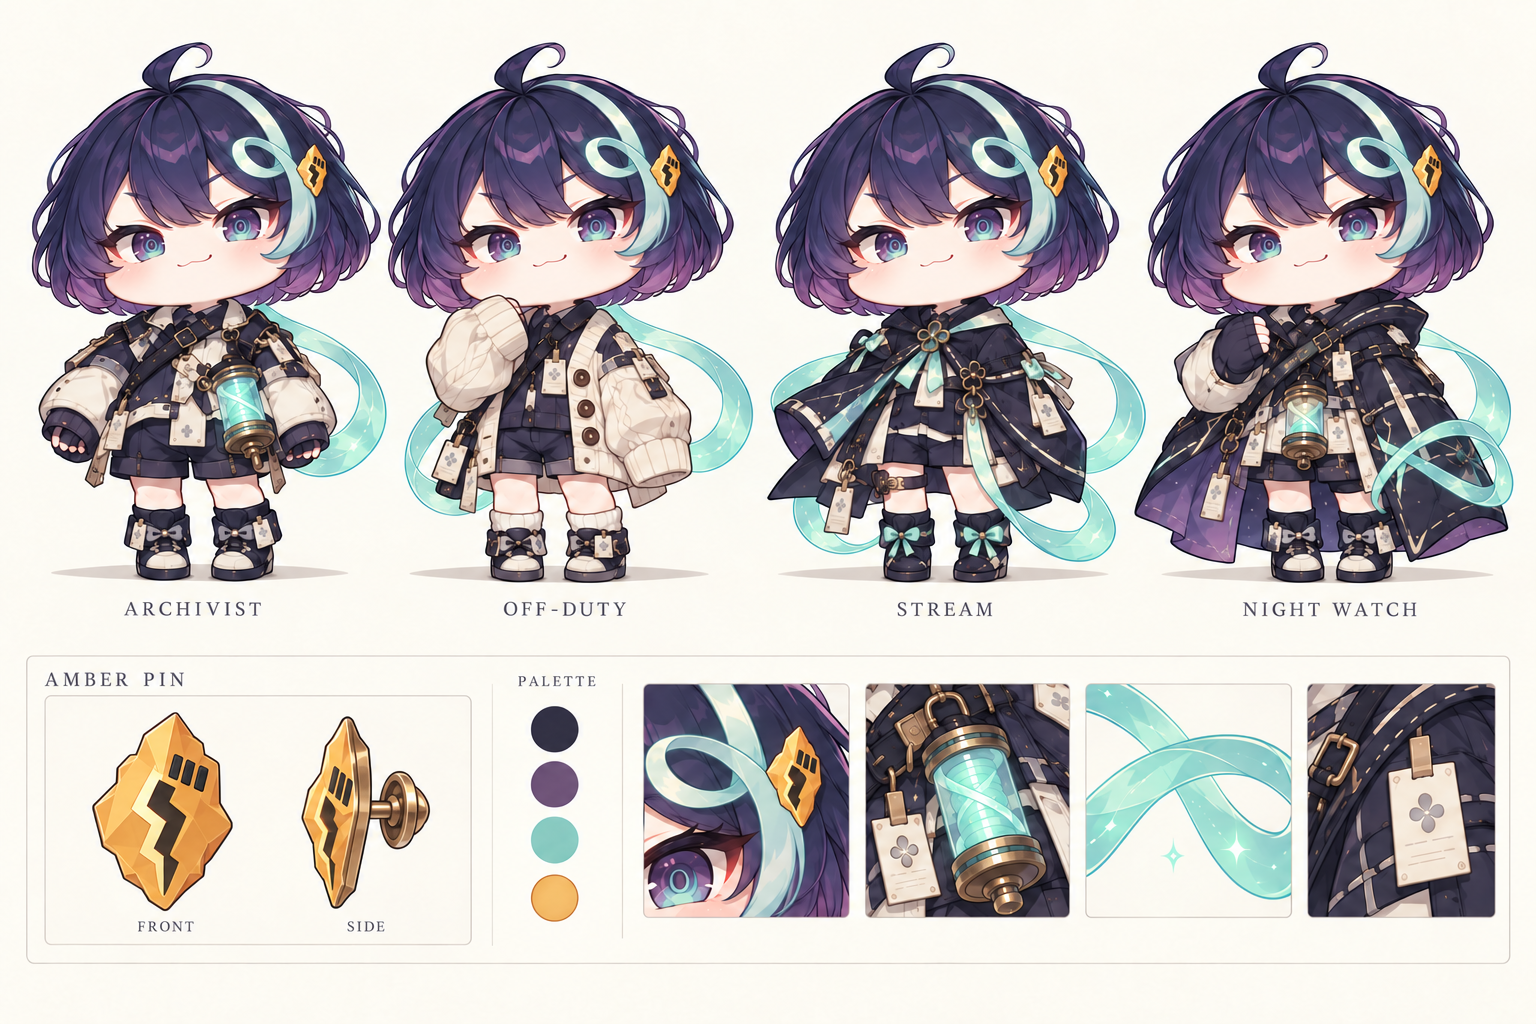 ARCHIVIST
OFF-DUTY
STREAM
NIGHT WATCH
AMBER PIN
PALETTE
FRONT
SIDE